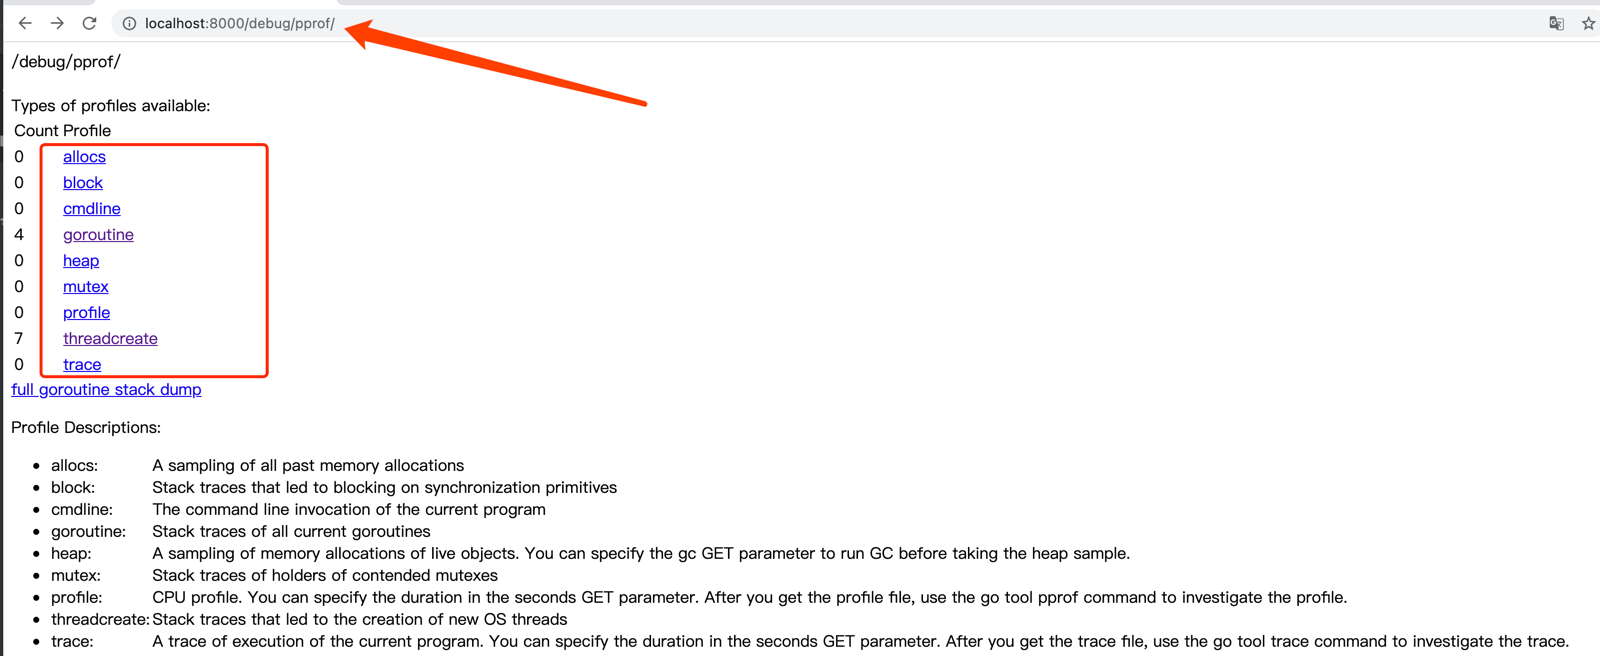 localhost:8000/debug/pprof/
/debug/pprof/
Types of profiles available:
Count Profile
0 allocs
0 block
0 cmdline
4 goroutine
0 heap
0 mutex
0 profile
7 threadcreate
0 trace
full goroutine stack dump
Profile Descriptions:
• allocs: A sampling of all past memory allocations
• block: Stack traces that led to blocking on synchronization primitives
• cmdline: The command line invocation of the current program
• goroutine: Stack traces of all current goroutines
• heap: A sampling of memory allocations of live objects. You can specify the gc GET parameter to run GC before taking the heap sample.
• mutex: Stack traces of holders of contended mutexes
• profile: CPU profile. You can specify the duration in the seconds GET parameter. After you get the profile file, use the go tool pprof command to investigate the profile.
• threadcreate: Stack traces that led to the creation of new OS threads
• trace: A trace of execution of the current program. You can specify the duration in the seconds GET parameter. After you get the trace file, use the go tool trace command to investigate the trace.